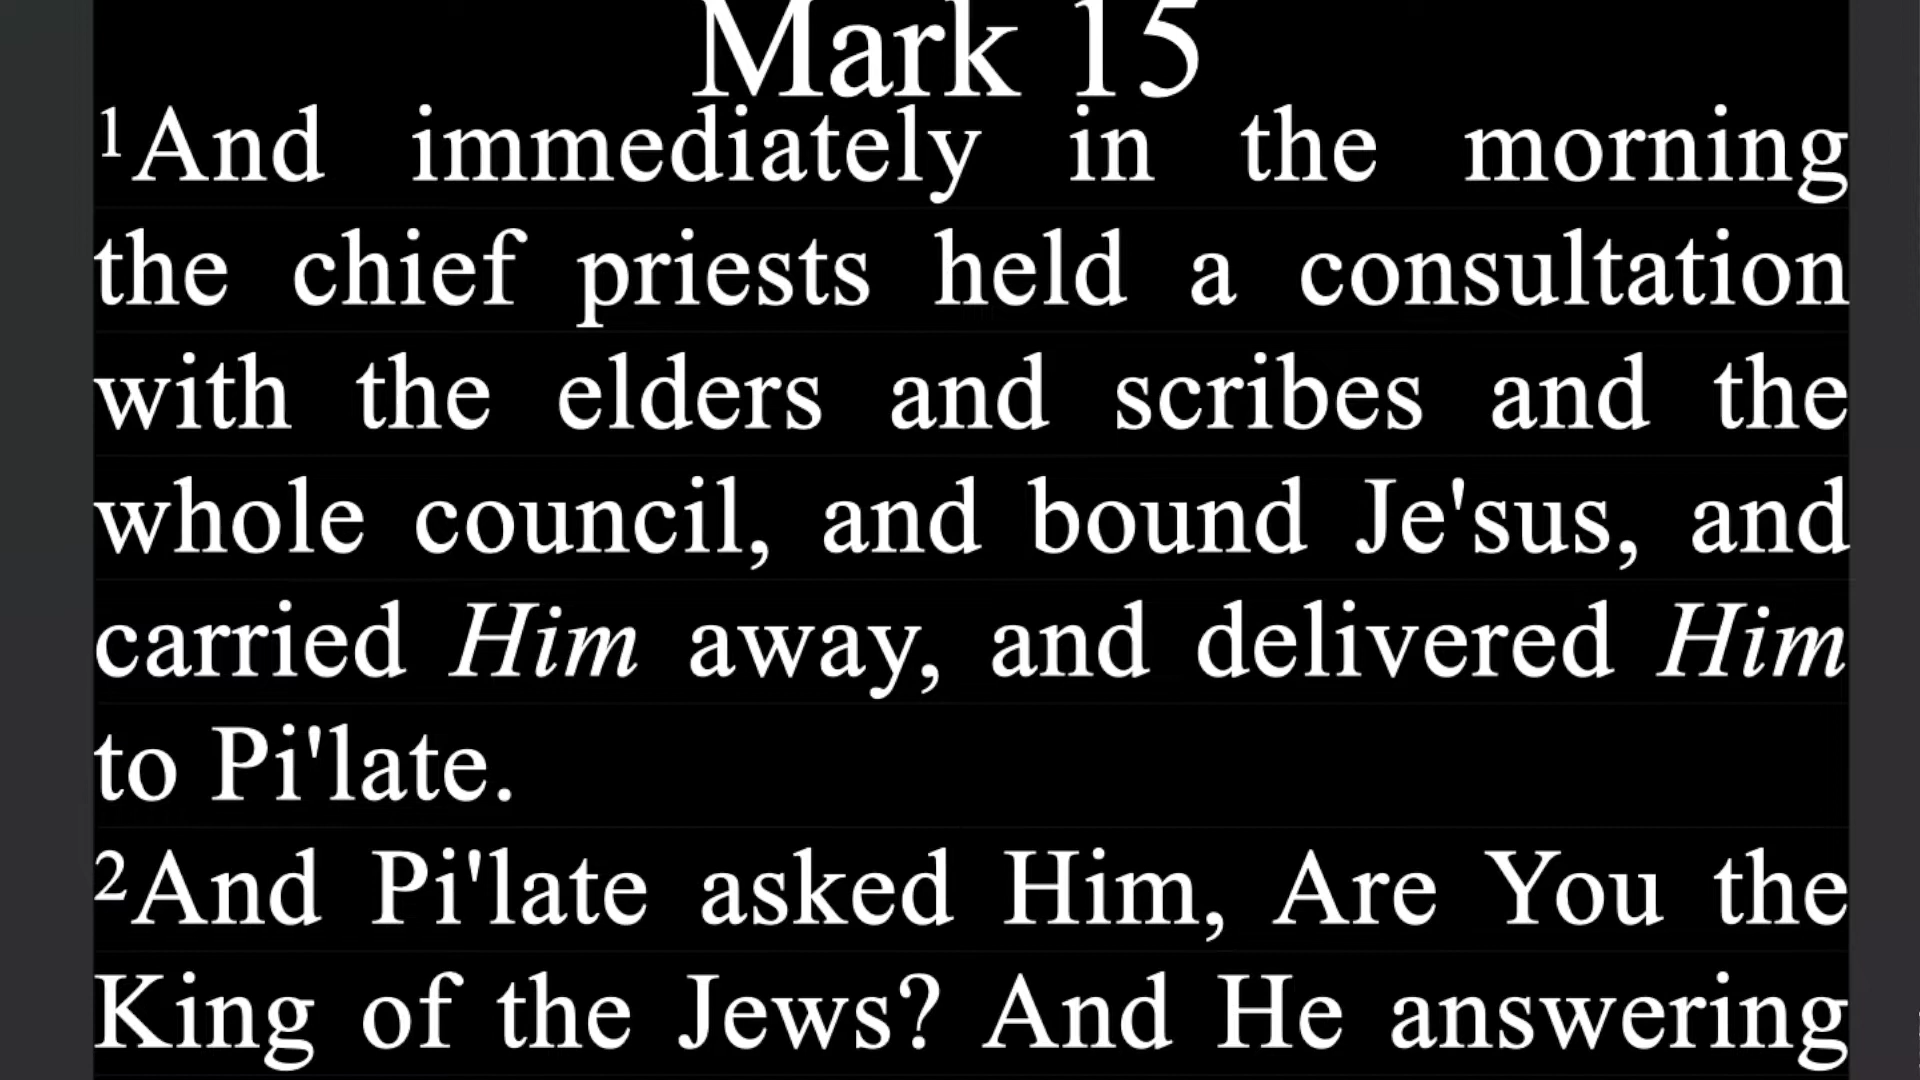 Mark 15
1And immediately in the morning
the chief priests held a consultation
with the elders and scribes and the
whole council, and bound Je'sus, and
carried Him away, and delivered Him
to Pi'late.
2And Pi'late asked Him, Are You the
King of the Jews? And He answering